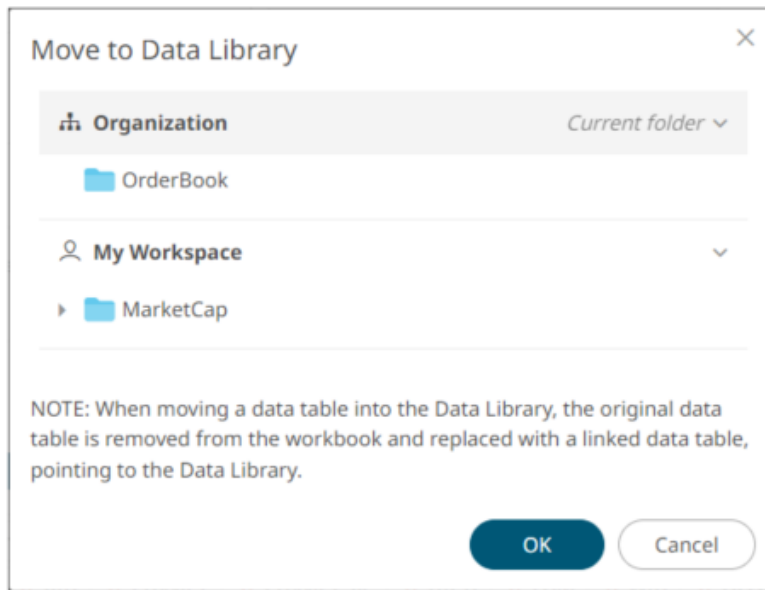 Move to Data Library
Organization
Current folder
OrderBook
My Workspace
MarketCap
NOTE: When moving a data table into the Data Library, the original data
table is removed from the workbook and replaced with a linked data table,
pointing to the Data Library.
OK
Cancel